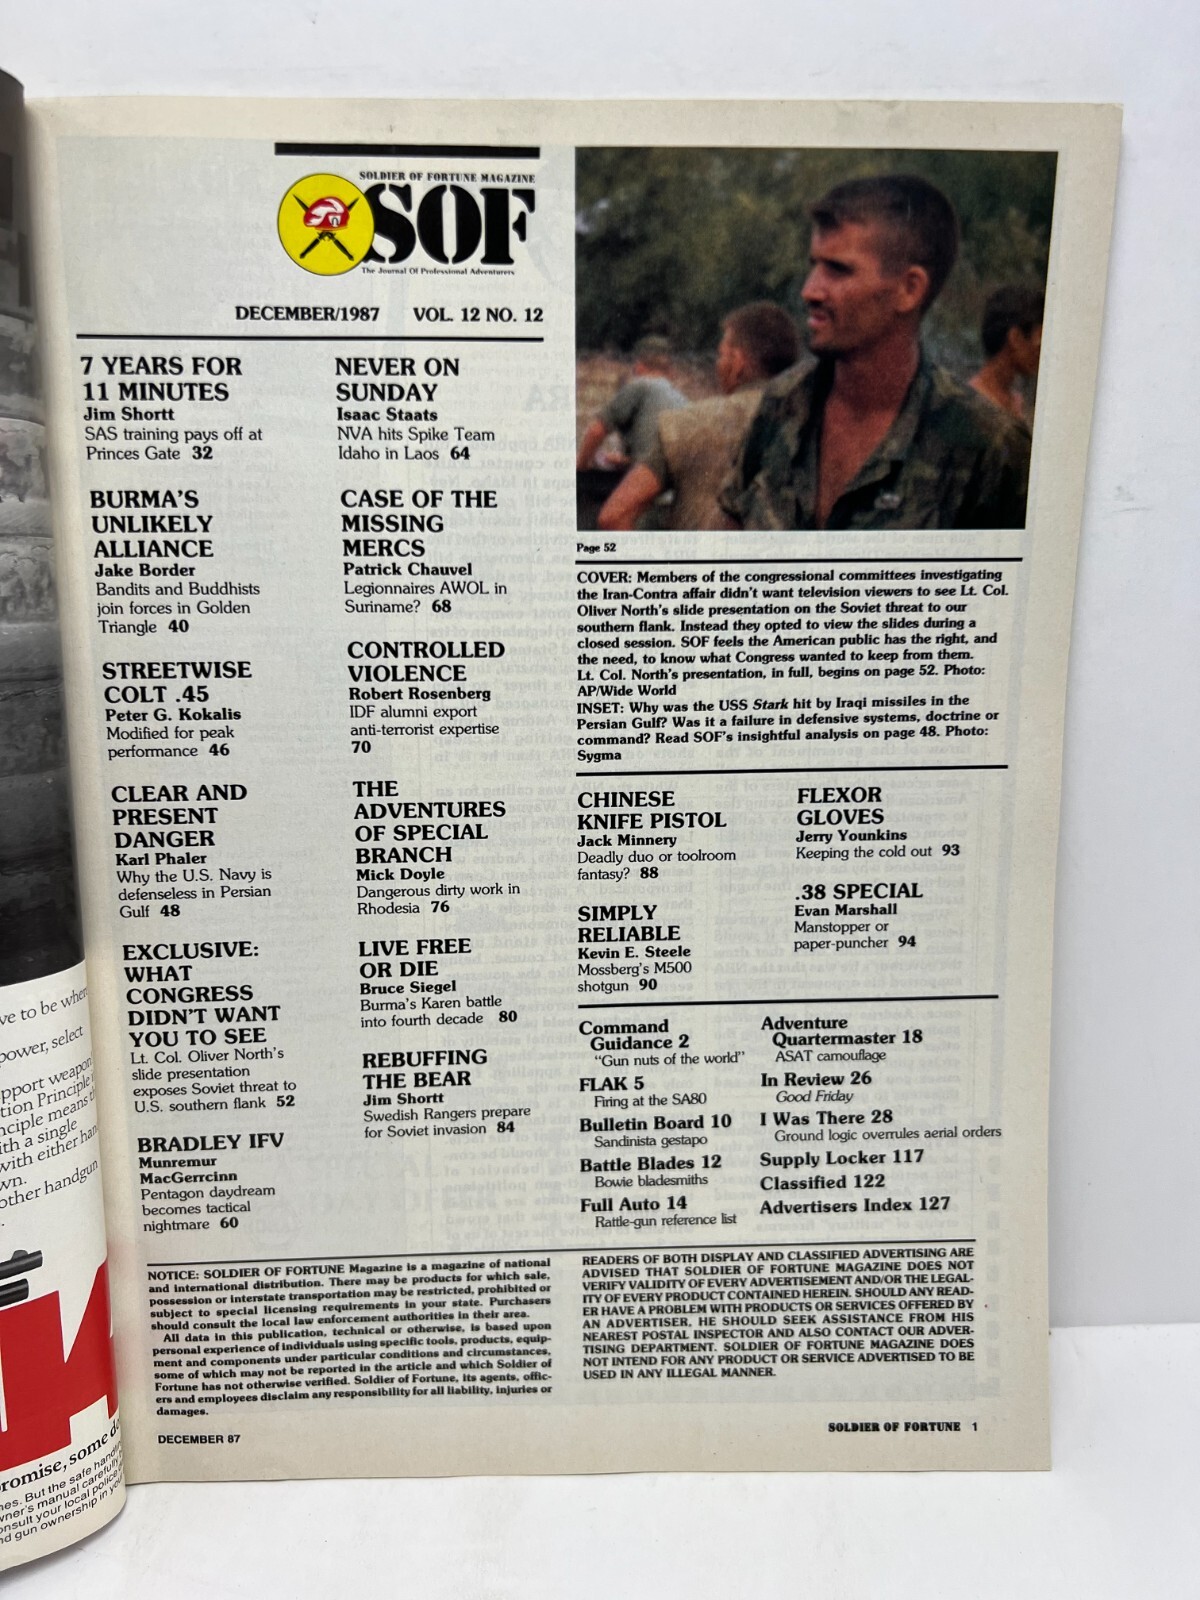 SOLDIER OF FORTUNE MAGAZINE
SOF
The Journal Of Professional Adventurers
DECEMBER/1987 VOL. 12 NO. 12
7 YEARS FOR
11 MINUTES
Jim Shortt
SAS training pays off at
Princes Gate 32
BURMA'S
UNLIKELY
ALLIANCE
Jake Border
Bandits and Buddhists
join forces in Golden
Triangle 40
STREETWISE
COLT .45
Peter G. Kokalis
Modified for peak
performance 46
CLEAR AND
PRESENT
DANGER
Karl Phaler
Why the U.S. Navy is
defenseless in Persian
Gulf 48
EXCLUSIVE:
WHAT
CONGRESS
DIDN'T WANT
YOU TO SEE
Lt. Col. Oliver North's
slide presentation
exposes Soviet threat to
U.S. southern flank 52
BRADLEY IFV
Munremur
MacGerrcinn
Pentagon daydream
becomes tactical
nightmare 60
NEVER ON
SUNDAY
Isaac Staats
NVA hits Spike Team
Idaho in Laos 64
CASE OF THE
MISSING
MERCS
Patrick Chauvel
Legionnaires AWOL in
Suriname? 68
CONTROLLED
VIOLENCE
Robert Rosenberg
IDF alumni export
anti-terrorist expertise
70
THE
ADVENTURES
OF SPECIAL
BRANCH
Mick Doyle
Dangerous dirty work in
Rhodesia 76
LIVE FREE
OR DIE
Bruce Siegel
Burma's Karen battle
into fourth decade 80
REBUFFING
THE BEAR
Jim Shortt
Swedish Rangers prepare
for Soviet invasion 84
Page 52
COVER: Members of the congressional committees investigating
the Iran-Contra affair didn't want television viewers to see Lt. Col.
Oliver North's slide presentation on the Soviet threat to our
southern flank. Instead they opted to view the slides during a
closed session. SOF feels the American public has the right, and
the need, to know what Congress wanted to keep from them.
Lt. Col. North's presentation, in full, begins on page 52. Photo:
AP/Wide World
INSET: Why was the USS Stark hit by Iraqi missiles in the
Persian Gulf? Was it a failure in defensive systems, doctrine or
command? Read SOF's insightful analysis on page 48. Photo:
Sygma
CHINESE
KNIFE PISTOL
Jack Minnery
Deadly duo or toolroom
fantasy? 88
SIMPLY
RELIABLE
Kevin E. Steele
Mossberg's M500
shotgun 90
FLEXOR
GLOVES
Jerry Younkins
Keeping the cold out 93
.38 SPECIAL
Evan Marshall
Manstopper or
paper-puncher 94
Command
Guidance 2
"Gun nuts of the world"
FLAK 5
Firing at the SA80
Bulletin Board 10
Sandinista gestapo
Battle Blades 12
Bowie bladesmiths
Full Auto 14
Rattle-gun reference list
Adventure
Quartermaster 18
ASAT camouflage
In Review 26
Good Friday
I Was There 28
Ground logic overrules aerial orders
Supply Locker 117
Classified 122
Advertisers Index 127
NOTICE: SOLDIER OF FORTUNE Magazine is a magazine of national
and international distribution. There may be products for which sale,
possession or interstate transportation may be restricted, prohibited or
subject to special licensing requirements in your state. Purchasers
should consult the local law enforcement authorities in their area.
All data in this publication, technical or otherwise, is based upon
personal experience of individuals using specific tools, products, equip-
ment and components under particular conditions and circumstances,
some of which may not be reported in the article and which Soldier of
Fortune has not otherwise verified. Soldier of Fortune, its agents, offic-
ers and employees disclaim any responsibility for all liability, injuries or
damages.
READERS OF BOTH DISPLAY AND CLASSIFIED ADVERTISING ARE
ADVISED THAT SOLDIER OF FORTUNE MAGAZINE DOES NOT
VERIFY VALIDITY OF EVERY ADVERTISEMENT AND/OR THE LEGAL-
ITY OF EVERY PRODUCT CONTAINED HEREIN. SHOULD ANY READ-
ER HAVE A PROBLEM WITH PRODUCTS OR SERVICES OFFERED BY
AN ADVERTISER, HE SHOULD SEEK ASSISTANCE FROM HIS
NEAREST POSTAL INSPECTOR AND ALSO CONTACT OUR ADVER-
TISING DEPARTMENT. SOLDIER OF FORTUNE MAGAZINE DOES
NOT INTEND FOR ANY PRODUCT OR SERVICE ADVERTISED TO BE
USED IN ANY ILLEGAL MANNER.
DECEMBER 87
SOLDIER OF FORTUNE 1
to be where
power, select
weapon
Principle
means
with a single
with either
other handgun
some
But the safe
manual carefully
your local police
gun ownership in